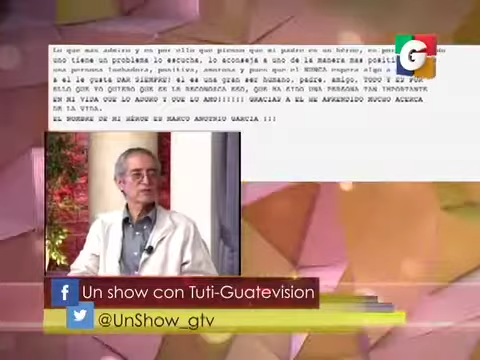 uno tiene un problema lo escucha, lo aconseja a uno de la manera mas
una persona luchadora, positiva, amorosa y pues que el NUNCA espera algo a
a el le gusta DAR SIEMPRE! el es una gran ser humano, padre, amigo, TODO Y ES POR
ELLO QUE YO QUIERO QUE SE LE RECONOZCA ESO, QUE HA SIDO UNA PERSONA TAN IMPORTANTE
EN MI VIDA QUE LO ADORO Y QUE LO AMO!!!!!! GRACIAS A EL HE APRENDIDO MUCHO ACERCA
DE LA VIDA.
EL NOMBRE DE MI HÉROE ES MARCO ANTONIO GARCIA !!!
G
f Un show con Tuti-Guatevision
@UnShow_gtv